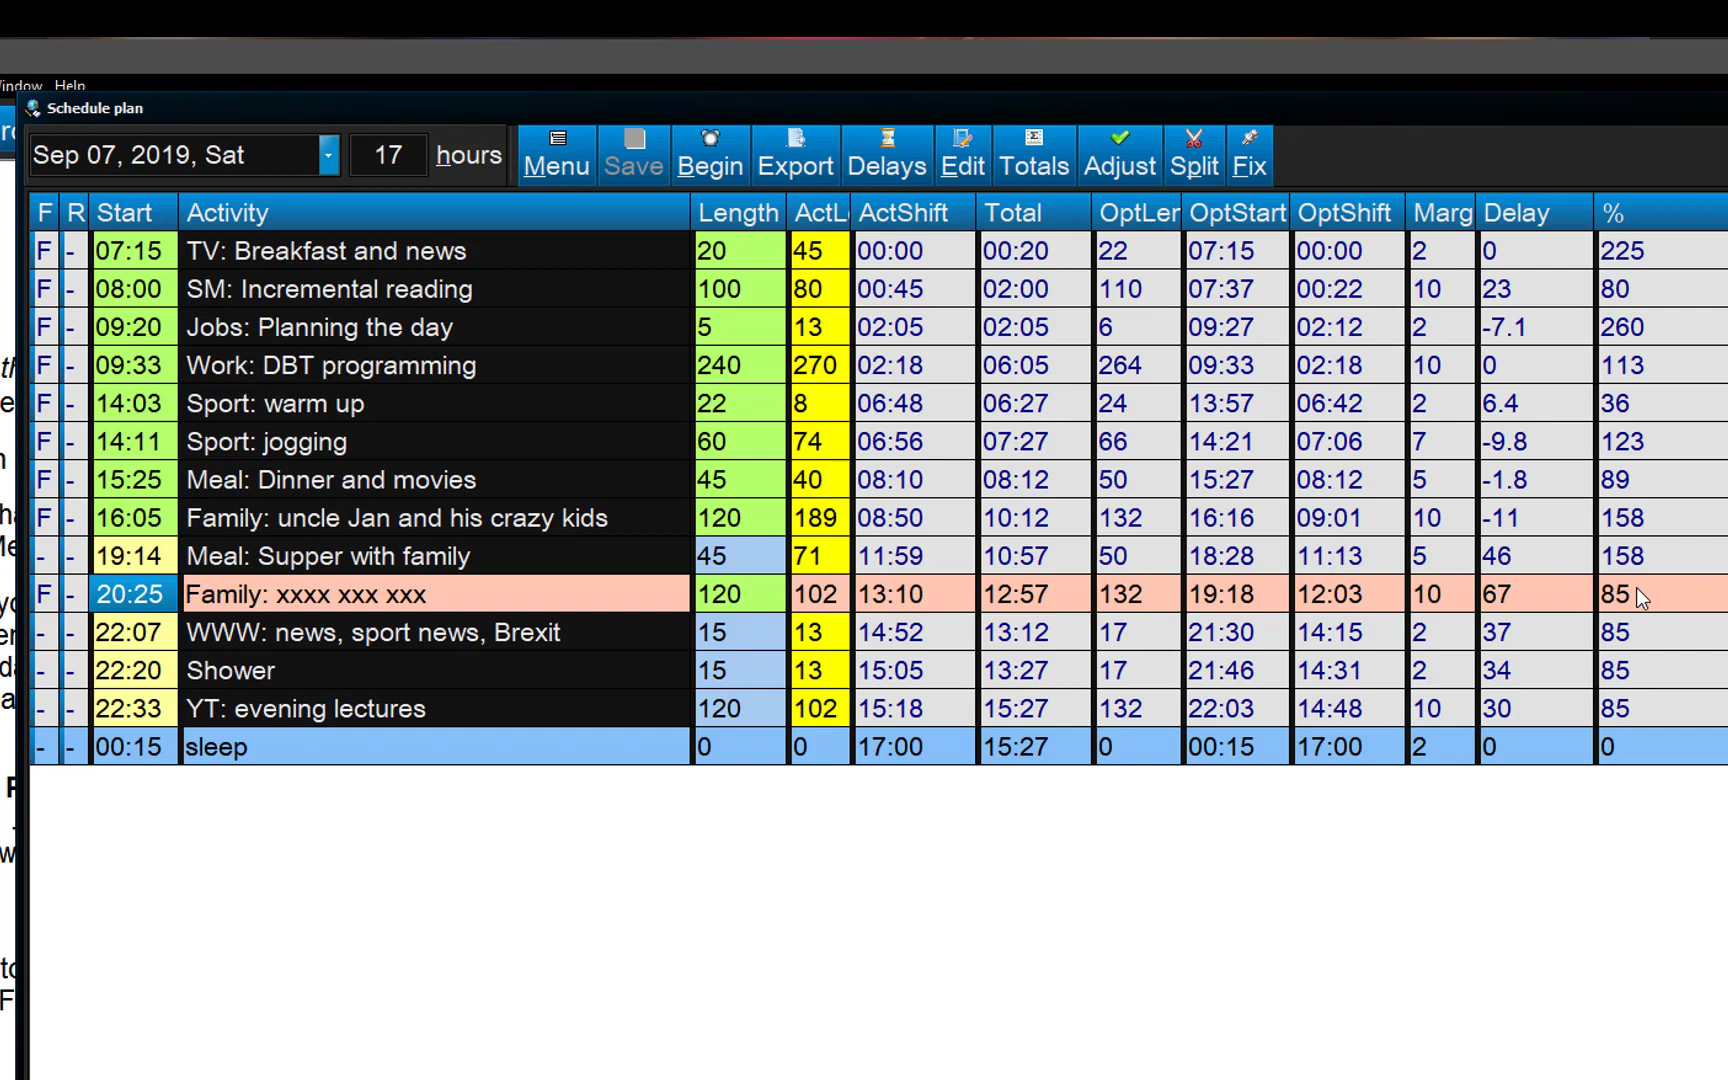 Window Help
Schedule plan
Sep 07, 2019, Sat 17 hours Menu Save Begin Export Delays Edit Totals Adjust Split Fix
F R Start Activity Length ActL ActShift Total OptLer OptStart OptShift Marg Delay %
F - 07:15 TV: Breakfast and news 20 45 00:00 00:20 22 07:15 00:00 2 0 225
F - 08:00 SM: Incremental reading 100 80 00:45 02:00 110 07:37 00:22 10 23 80
F - 09:20 Jobs: Planning the day 5 13 02:05 02:05 6 09:27 02:12 2 -7.1 260
F - 09:33 Work: DBT programming 240 270 02:18 06:05 264 09:33 02:18 10 0 113
F - 14:03 Sport: warm up 22 8 06:48 06:27 24 13:57 06:42 2 6.4 36
F - 14:11 Sport: jogging 60 74 06:56 07:27 66 14:21 07:06 7 -9.8 123
F - 15:25 Meal: Dinner and movies 45 40 08:10 08:12 50 15:27 08:12 5 -1.8 89
F - 16:05 Family: uncle Jan and his crazy kids 120 189 08:50 10:12 132 16:16 09:01 10 -11 158
- - 19:14 Meal: Supper with family 45 71 11:59 10:57 50 18:28 11:13 5 46 158
F - 20:25 Family: xxxx xxx xxx 120 102 13:10 12:57 132 19:18 12:03 10 67 85
- - 22:07 WWW: news, sport news, Brexit 15 13 14:52 13:12 17 21:30 14:15 2 37 85
- - 22:20 Shower 15 13 15:05 13:27 17 21:46 14:31 2 34 85
- - 22:33 YT: evening lectures 120 102 15:18 15:27 132 22:03 14:48 10 30 85
- - 00:15 sleep 0 0 17:00 15:27 0 00:15 17:00 2 0 0